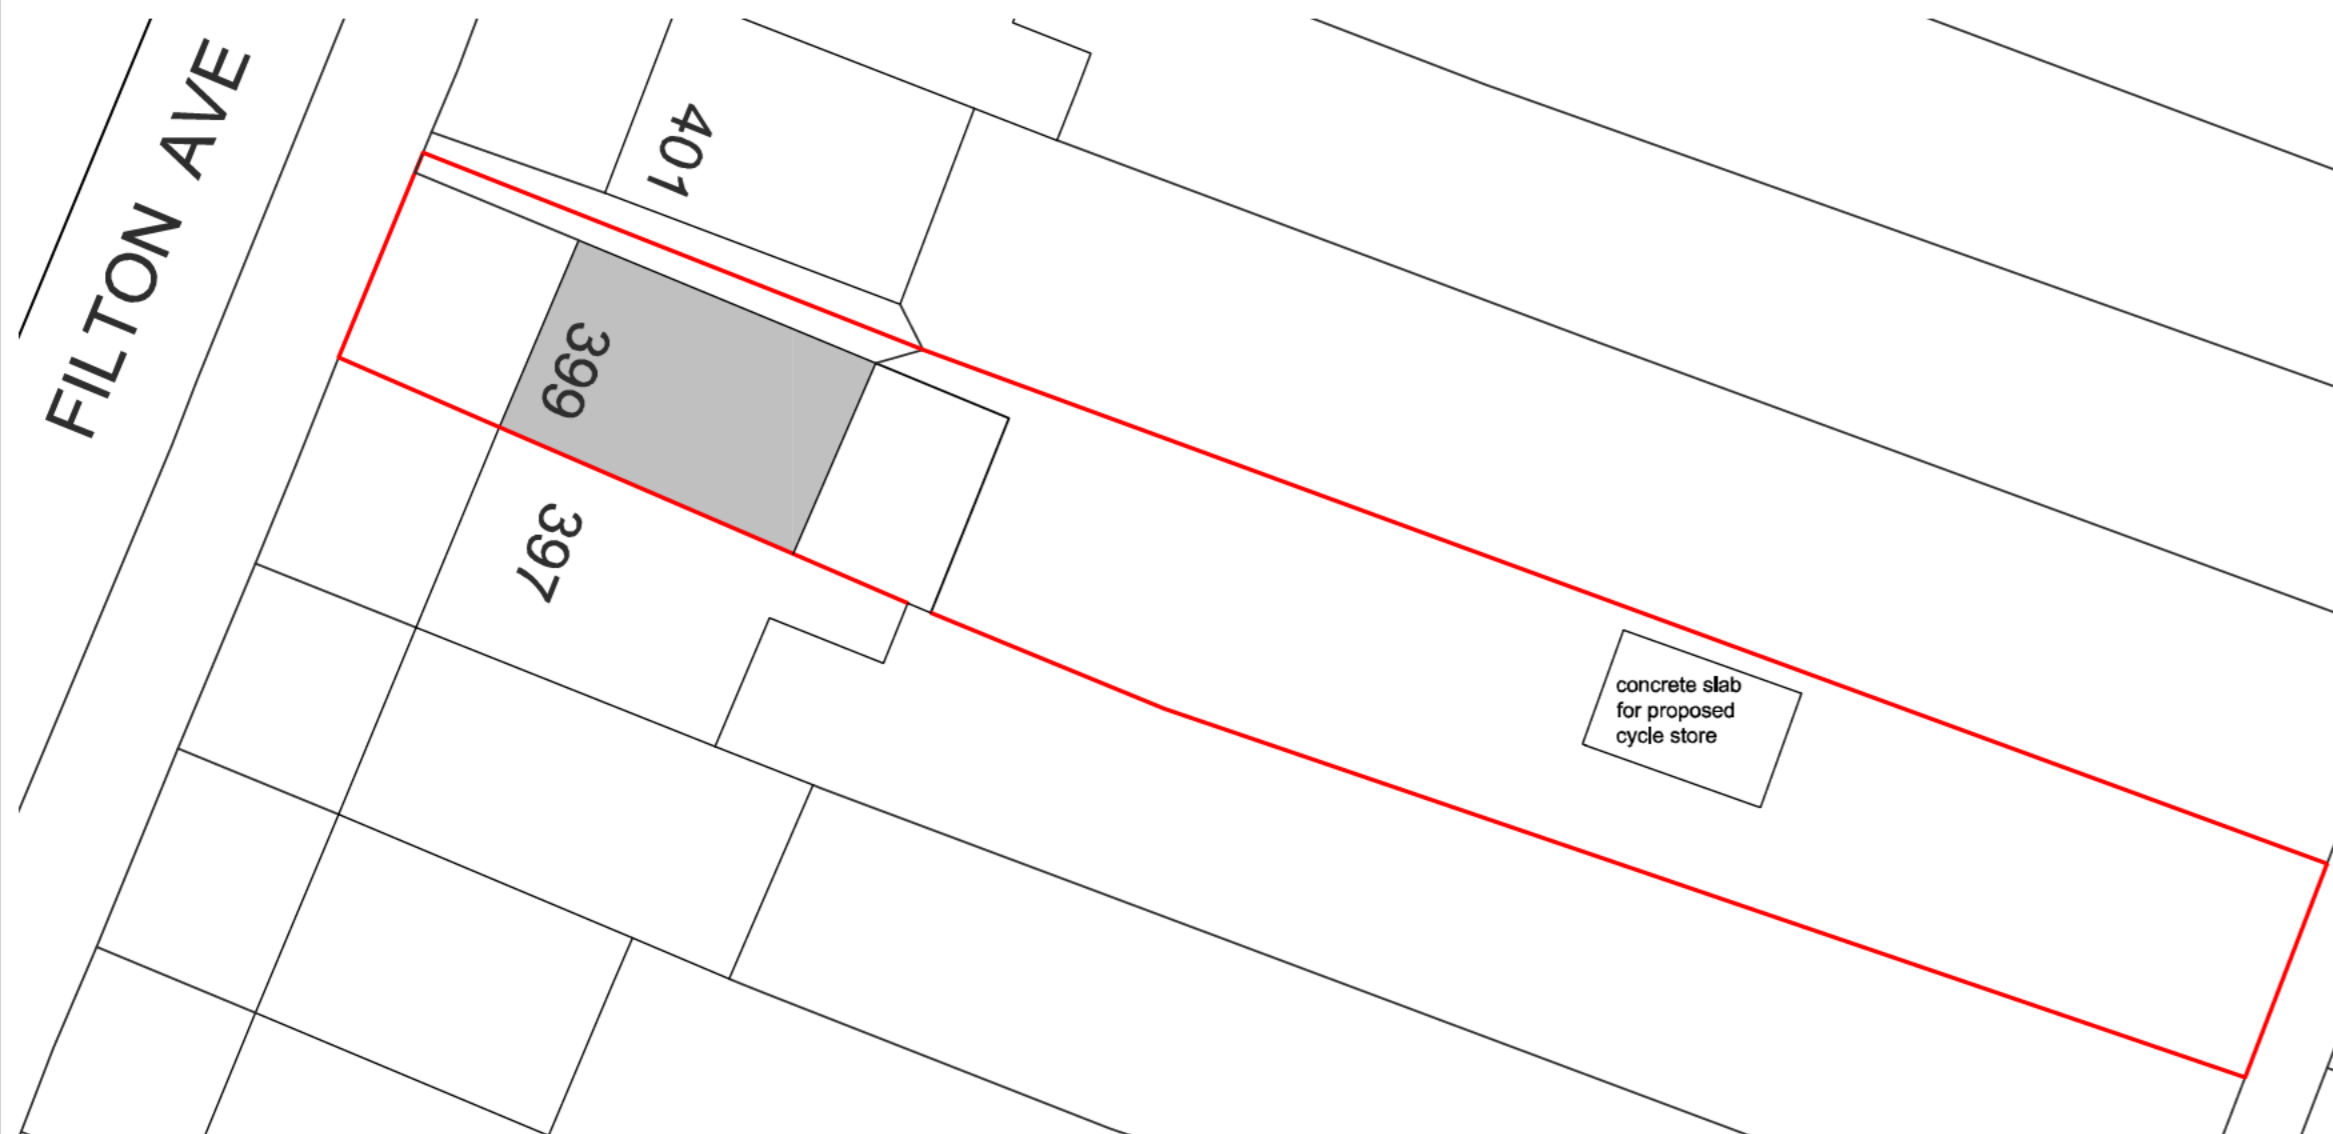 FILTON AVE
401
399
397
concrete slab
for proposed
cycle store